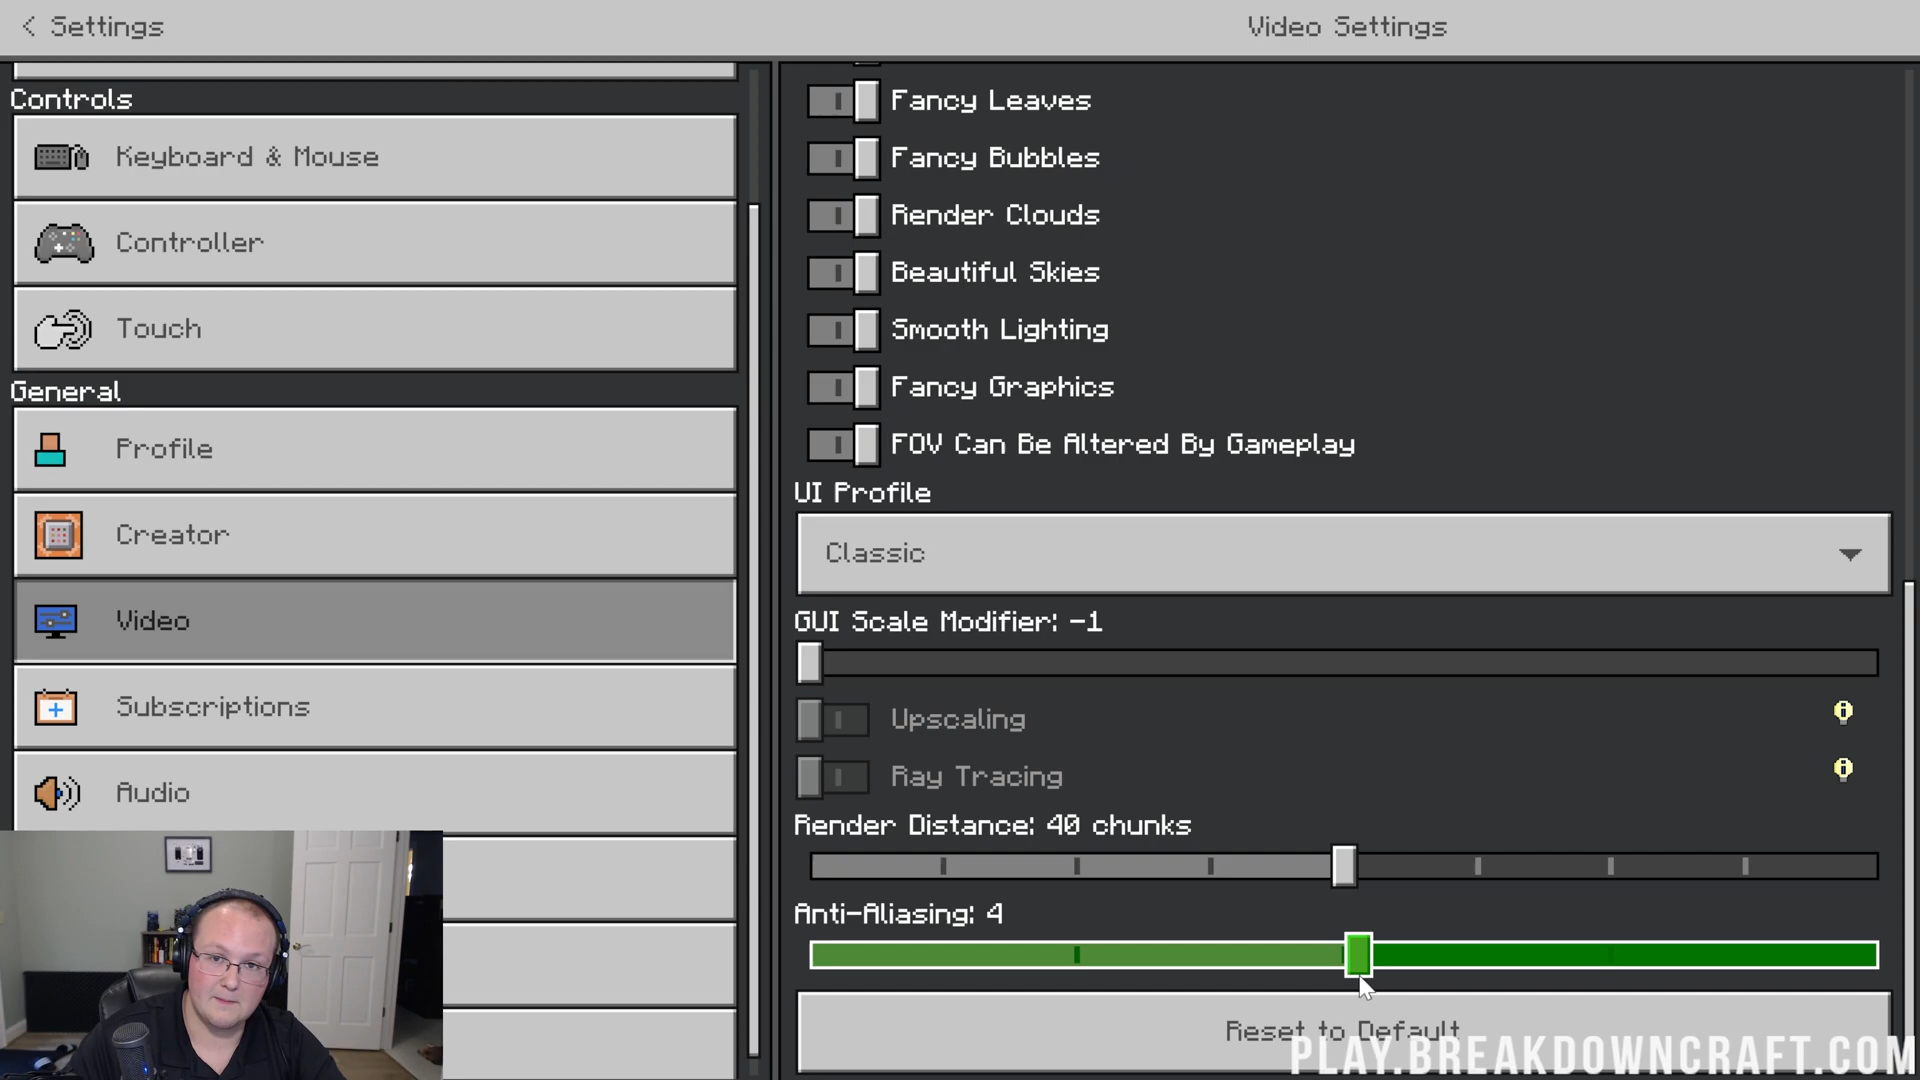 Settings
Video Settings
Controls
Keyboard & Mouse
Controller
Touch
General
Profile
Creator
Video
Subscriptions
Audio
Fancy Leaves
Fancy Bubbles
Render Clouds
Beautiful Skies
Smooth Lighting
Fancy Graphics
FOV Can Be Altered By Gameplay
UI Profile
Classic
GUI Scale Modifier: -1
Upscaling
Ray Tracing
Render Distance: 40 chunks
Anti-Aliasing: 4
Reset to Default
PLAY.BREAKDOWNCRAFT.COM